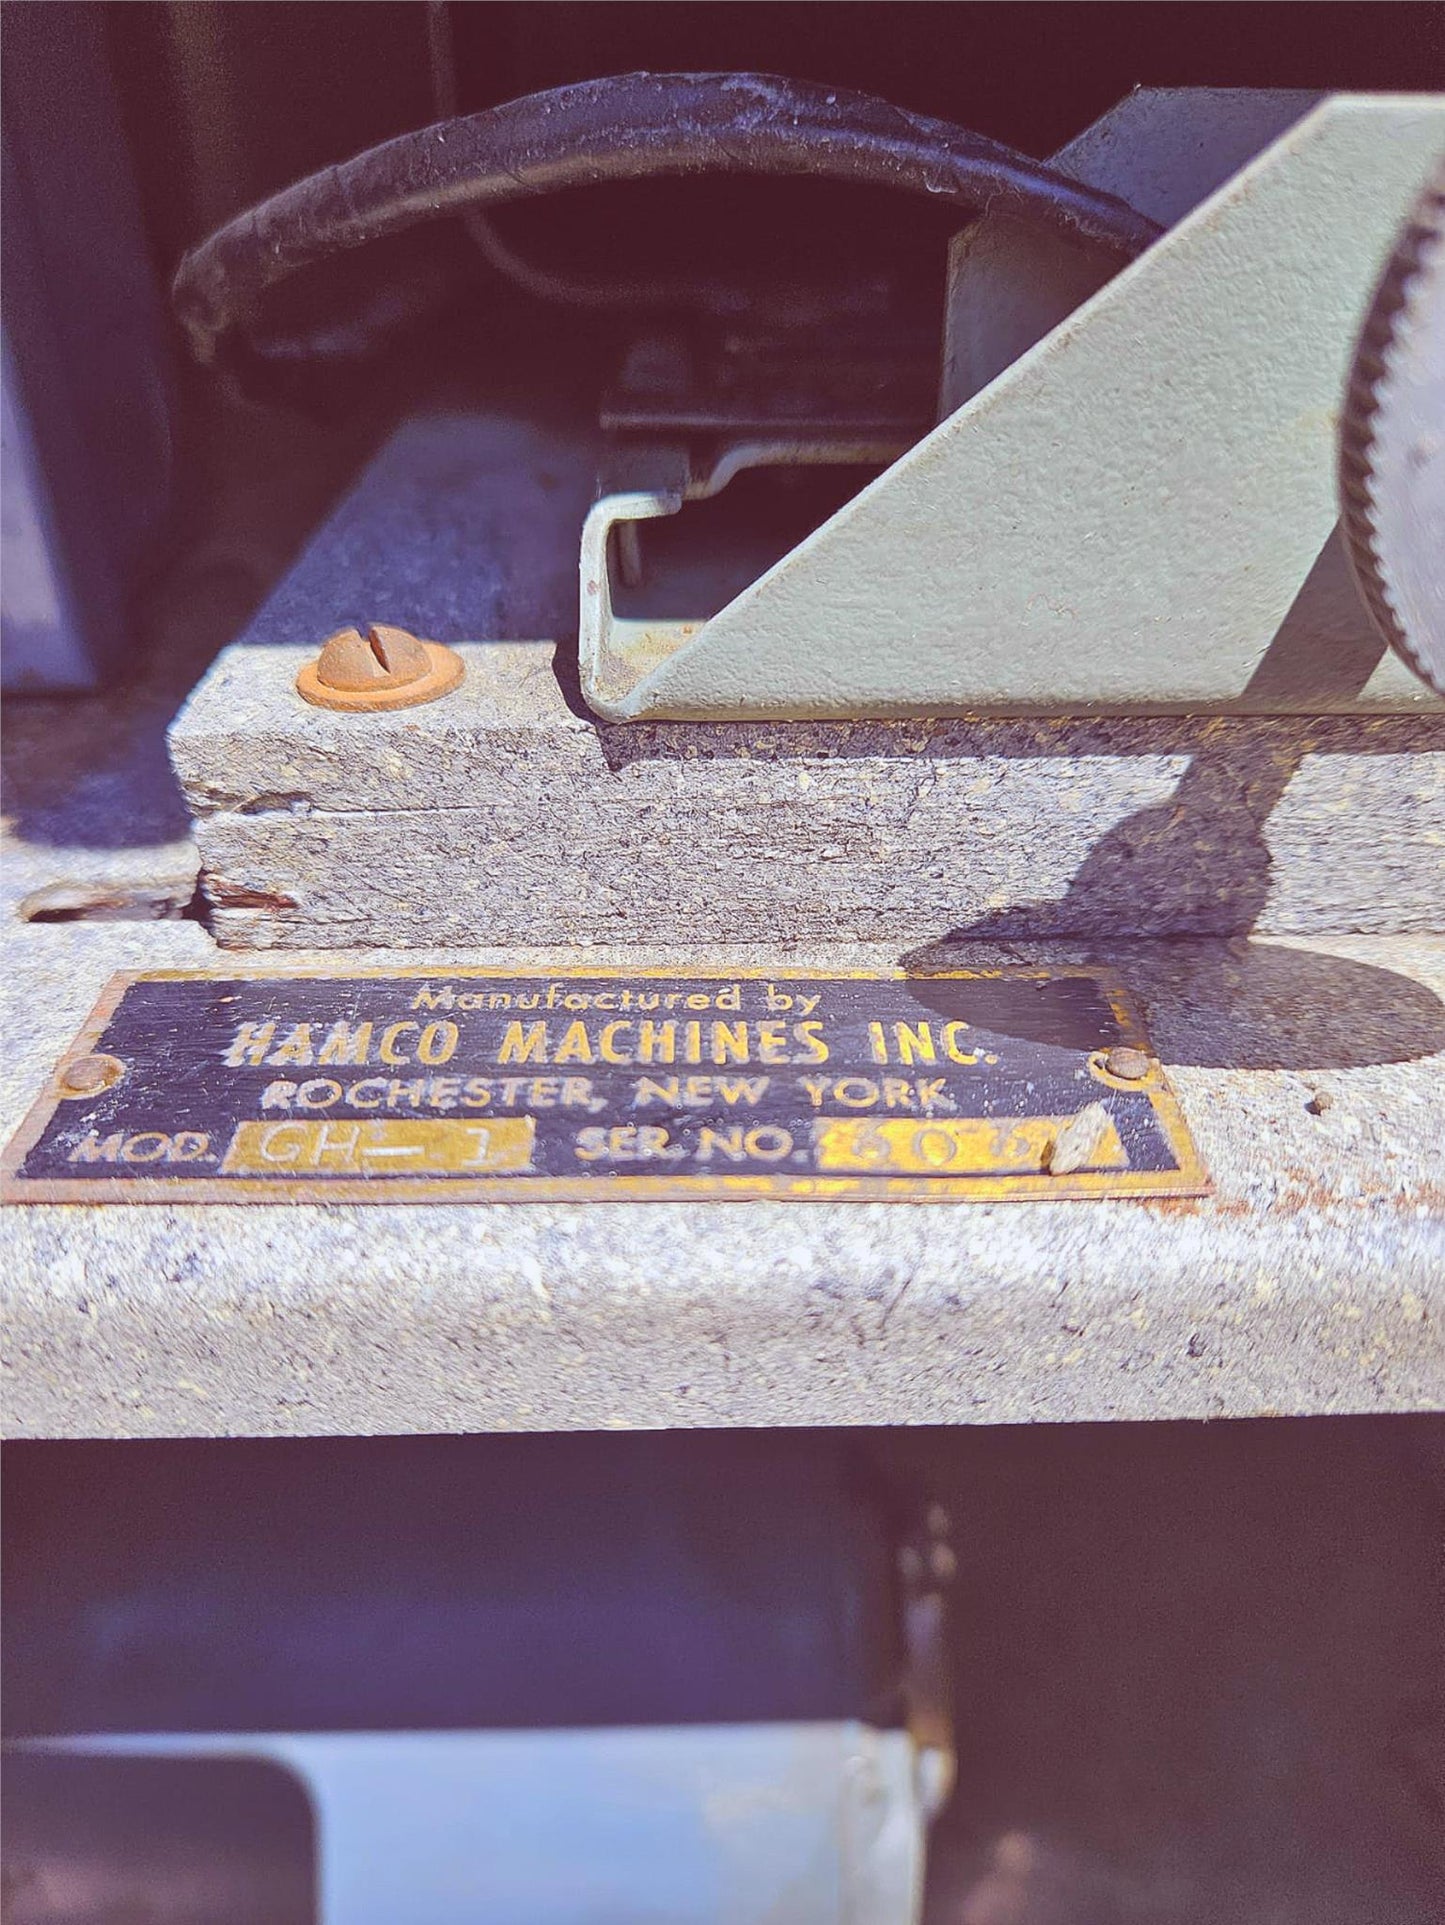 Manufactured by
HAMCO MACHINES INC.
ROCHESTER, NEW YORK
MOD. GH-1 SER. NO.